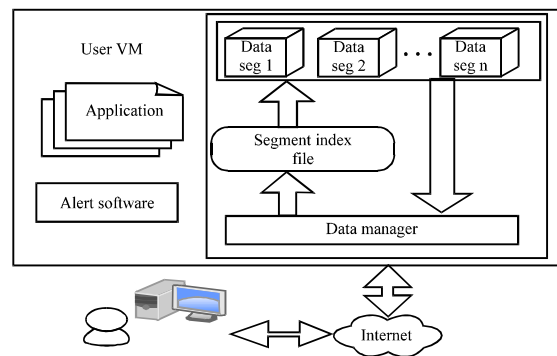 User VM
Application
Alert software
Data
seg 1
Data
seg 2
...
Data
seg n
Segment index
file
Data manager
Internet